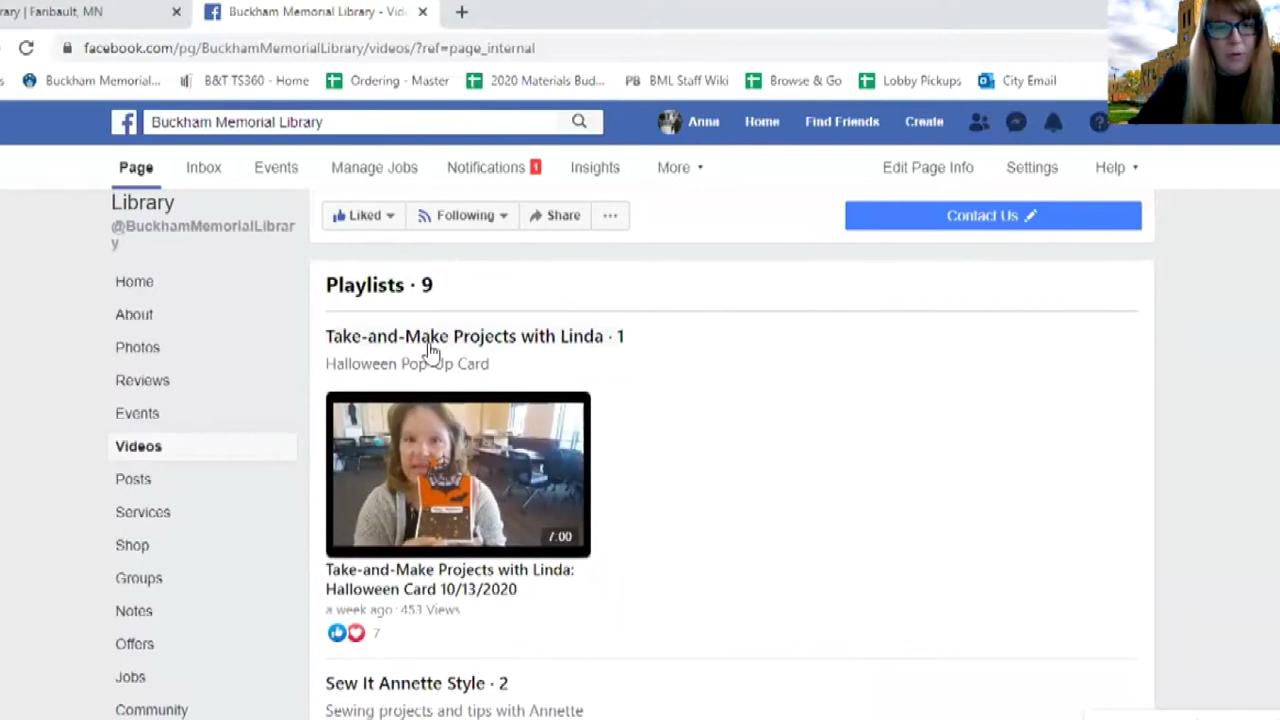 rary | Faribault, MN
Buckham Memorial Library - Vid
facebook.com/pg/BuckhamMemorialLibrary/videos/?ref=page_internal
Buckham Memorial... B&T TS360 - Home Ordering - Master 2020 Materials Bud... PB BML Staff Wiki Browse & Go Lobby Pickups City Email
Buckham Memorial Library
Anna Home Find Friends Create
Page Inbox Events Manage Jobs Notifications 1 Insights More Edit Page Info Settings Help
Library
@BuckhamMemorialLibrar
y
Liked Following Share ... Contact Us
Home
About
Photos
Reviews
Events
Videos
Posts
Services
Shop
Groups
Notes
Offers
Jobs
Community
Playlists · 9
Take-and-Make Projects with Linda · 1
Halloween Pop-Up Card
7:00
Take-and-Make Projects with Linda:
Halloween Card 10/13/2020
a week ago · 453 Views
7
Sew It Annette Style · 2
Sewing projects and tips with Annette